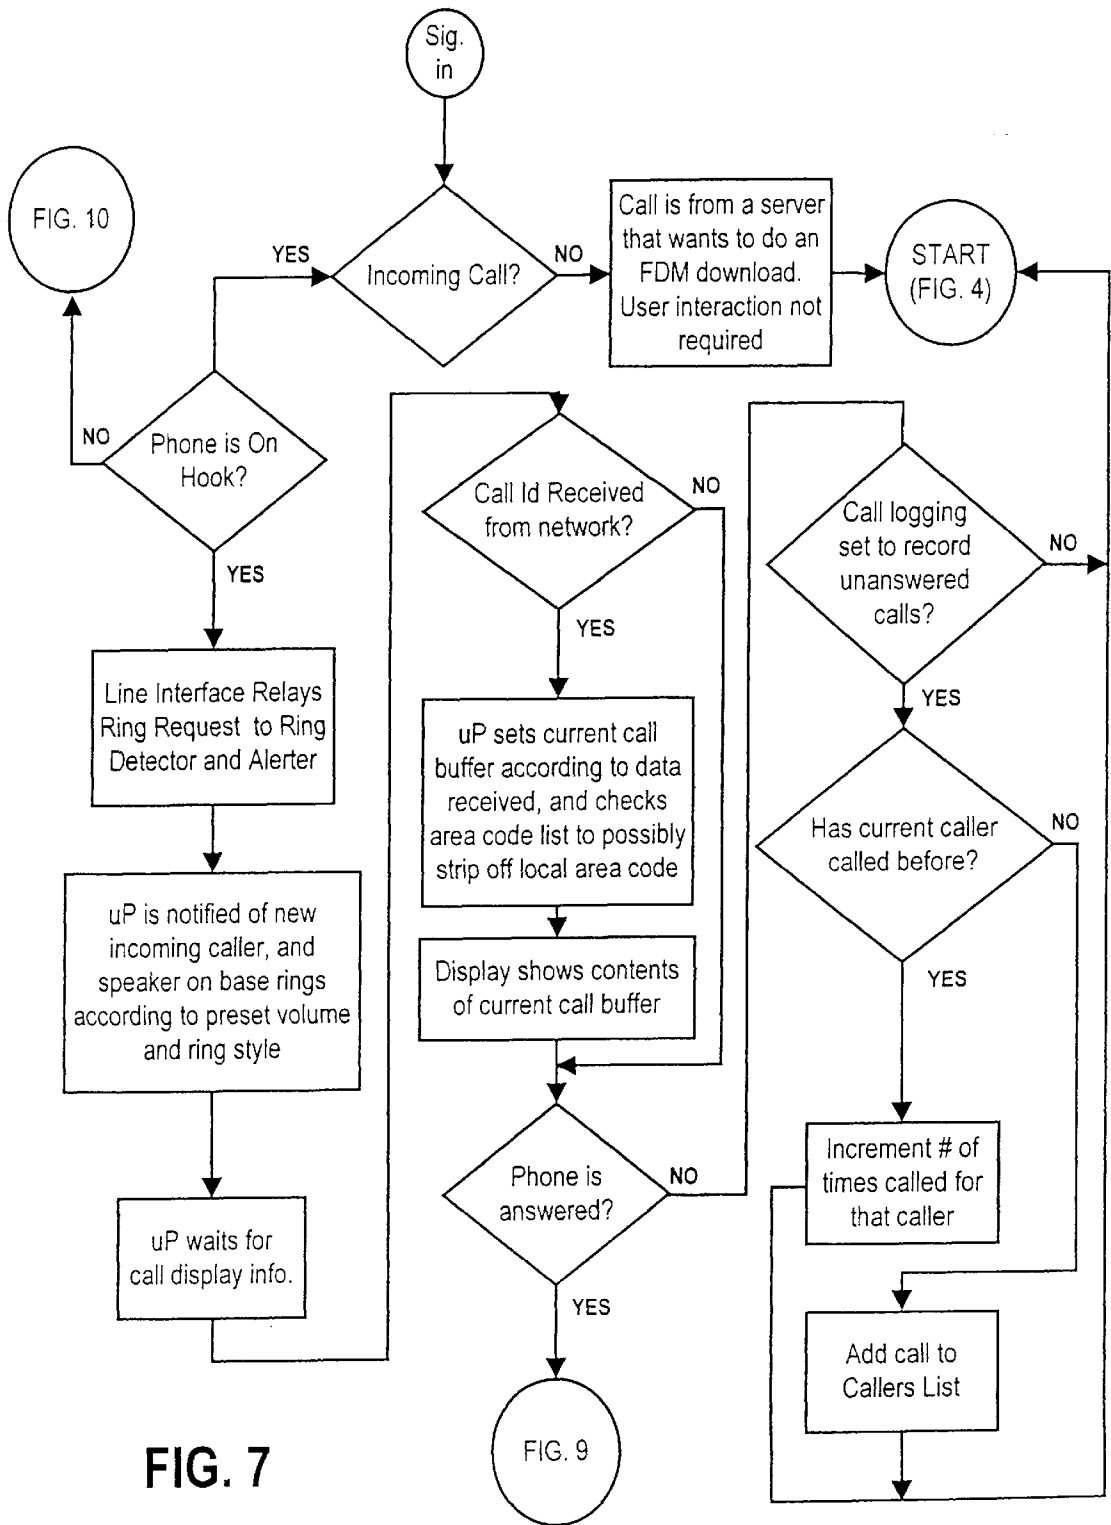 Sig.
in
FIG. 10
YES
Incoming Call?
NO
Call is from a server
that wants to do an
FDM download.
User interaction not
required
START
(FIG. 4)
NO
Phone is On
Hook?
YES
Line Interface Relays
Ring Request to Ring
Detector and Alerter
uP is notified of new
incoming caller, and
speaker on base rings
according to preset volume
and ring style
uP waits for
call display info.
Call Id Received
from network?
NO
YES
uP sets current call
buffer according to data
received, and checks
area code list to possibly
strip off local area code
Display shows contents
of current call buffer
Phone is
answered?
NO
YES
FIG. 9
Call logging
set to record
unanswered
calls?
NO
YES
Has current caller
called before?
NO
YES
Increment # of
times called for
that caller
Add call to
Callers List
FIG. 7